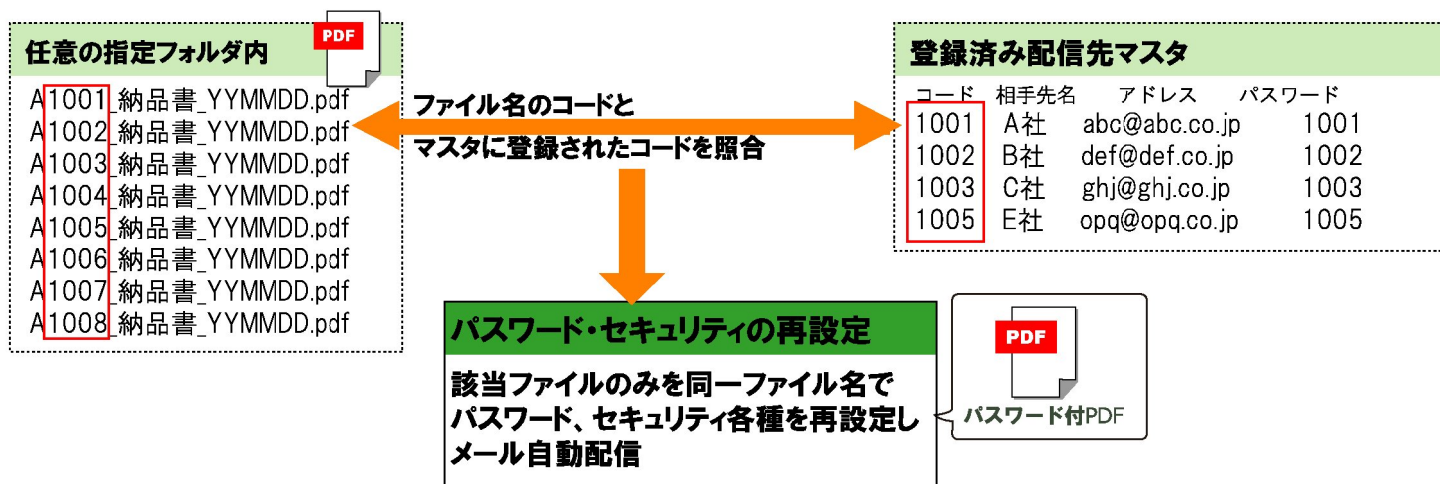 任意の指定フォルダ内
PDF
A1001_納品書_YYMMDD.pdf
A1002_納品書_YYMMDD.pdf
A1003_納品書_YYMMDD.pdf
A1004_納品書_YYMMDD.pdf
A1005_納品書_YYMMDD.pdf
A1006_納品書_YYMMDD.pdf
A1007_納品書_YYMMDD.pdf
A1008_納品書_YYMMDD.pdf
ファイル名のコードと
マスタに登録されたコードを照合
登録済み配信先マスタ
コード 相手先名 アドレス パスワード
1001 A社 abc@abc.co.jp 1001
1002 B社 def@def.co.jp 1002
1003 C社 ghj@ghj.co.jp 1003
1005 E社 opq@opq.co.jp 1005
パスワード・セキュリティの再設定
該当ファイルのみを同一ファイル名で
パスワード、セキュリティ各種を再設定し
メール自動配信
PDF
パスワード付PDF